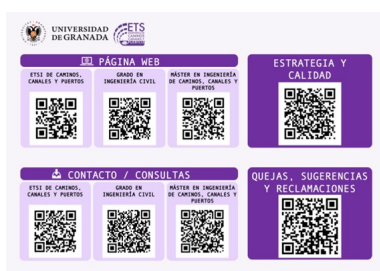 UNIVERSIDAD
DE GRANADA
ETS
PÁGINA WEB
ETSI DE CAMINOS,
CANALES Y PUERTOS
GRADO EN
INGENIERÍA CIVIL
MÁSTER EN INGENIERÍA
DE CAMINOS, CANALES Y
PUERTOS
ESTRATEGIA Y
CALIDAD
CONTACTO / CONSULTAS
ETSI DE CAMINOS,
CANALES Y PUERTOS
GRADO EN
INGENIERÍA CIVIL
MÁSTER EN INGENIERÍA
DE CAMINOS, CANALES Y
PUERTOS
QUEJAS, SUGERENCIAS
Y RECLAMACIONES